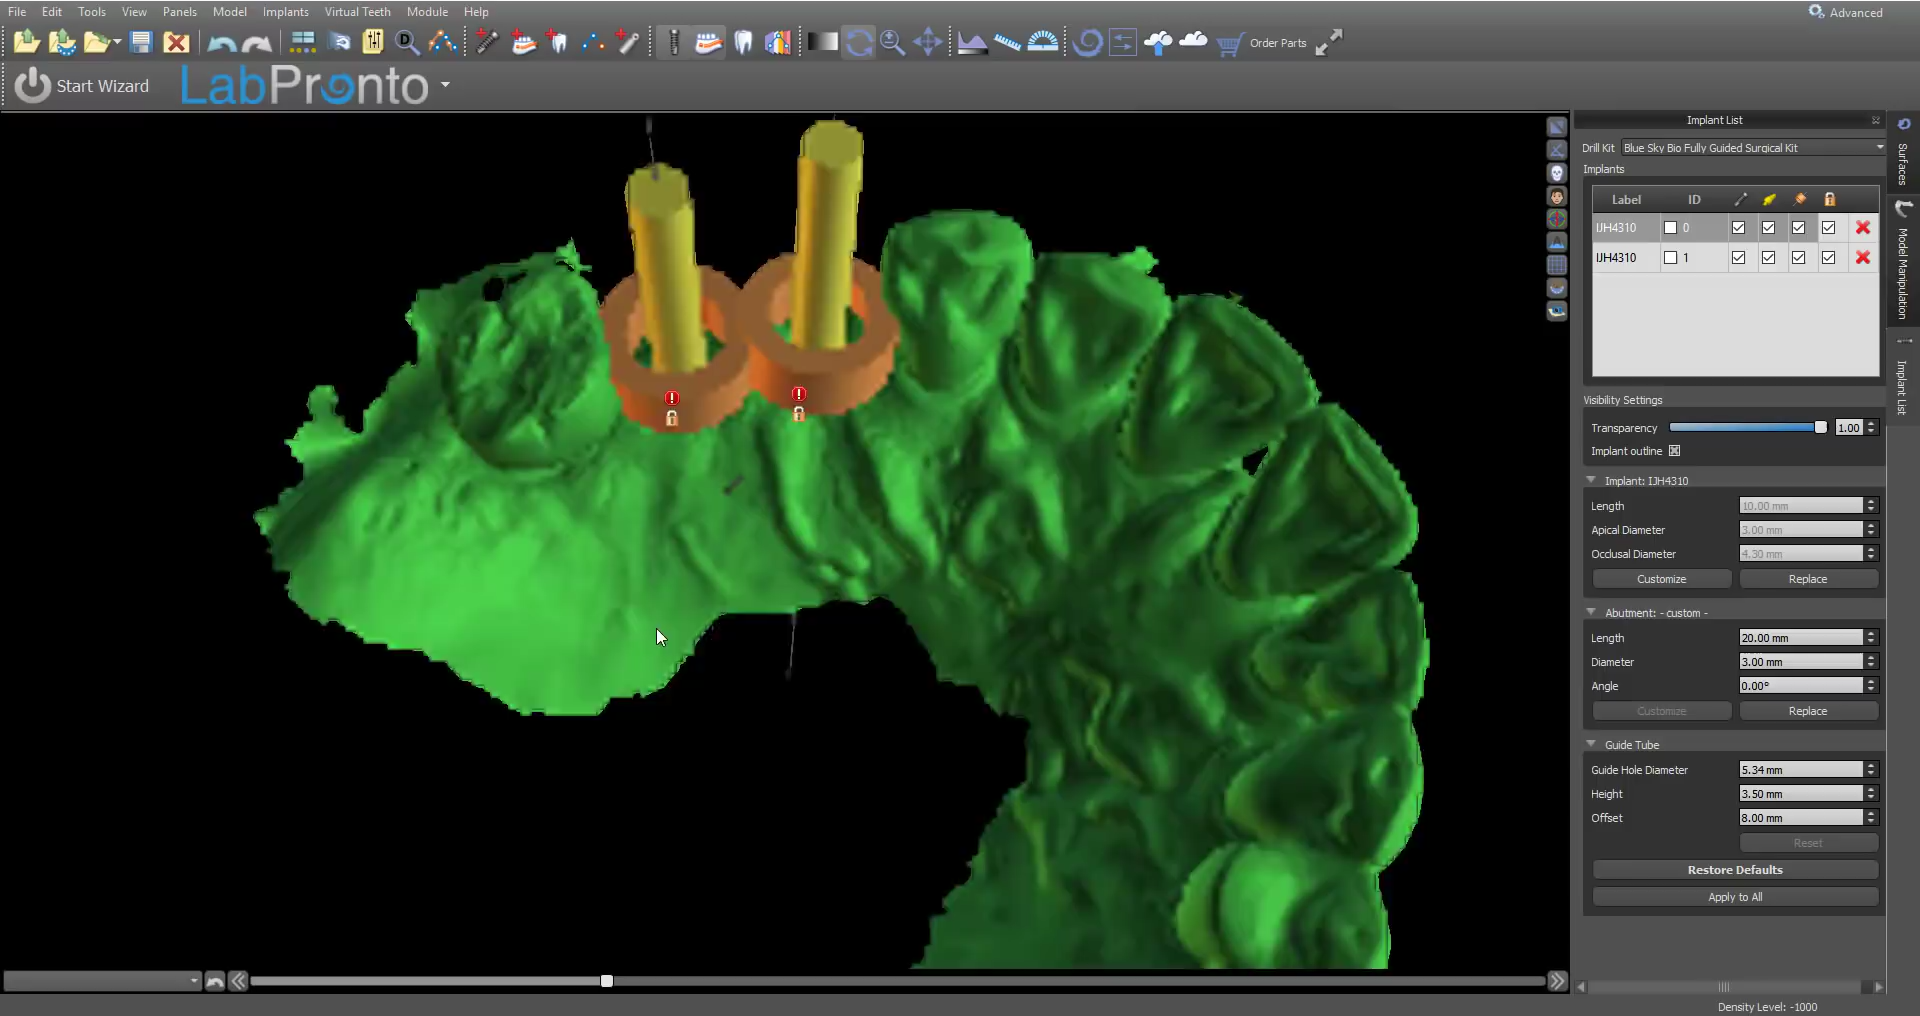 File Edit Tools View Panels Model Implants Virtual Teeth Module Help
Advanced
Order Parts
Start Wizard
LabPronto
Implant List
Drill Kit Blue Sky Bio Fully Guided Surgical Kit
Implants
Label ID
IJH4310 0
IJH4310 1
Visibility Settings
Transparency 1.00
Implant outline
Implant: IJH4310
Length 10.00 mm
Apical Diameter 3.00 mm
Occlusal Diameter 4.30 mm
Customize Replace
Abutment: - custom -
Length 20.00 mm
Diameter 3.00 mm
Angle 0.00°
Customize Replace
Guide Tube
Guide Hole Diameter 5.34 mm
Height 3.50 mm
Offset 8.00 mm
Reset
Restore Defaults
Apply to All
Surfaces
Model Manipulation
Implant List
Density Level: -1000